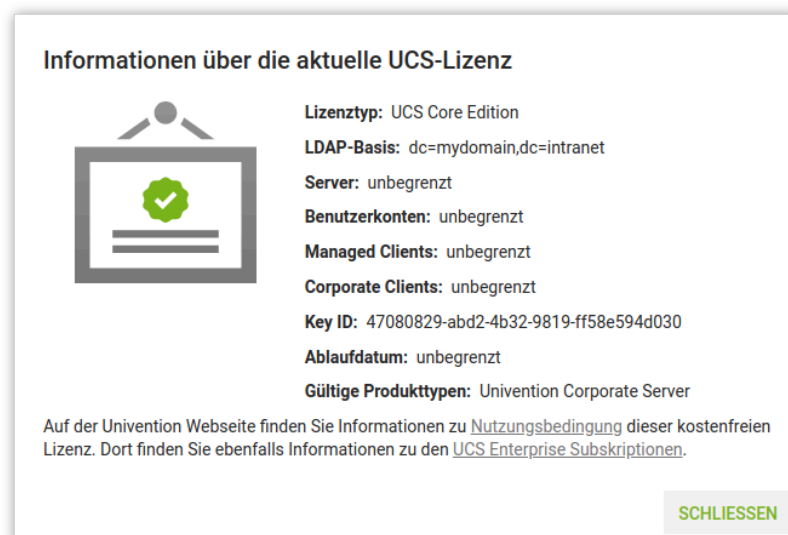 Informationen über die aktuelle UCS-Lizenz
Lizenztyp: UCS Core Edition
LDAP-Basis: dc=mydomain,dc=intranet
Server: unbegrenzt
Benutzerkonten: unbegrenzt
Managed Clients: unbegrenzt
Corporate Clients: unbegrenzt
Key ID: 47080829-abd2-4b32-9819-ff58e594d030
Ablaufdatum: unbegrenzt
Gültige Produkttypen: Univention Corporate Server
Auf der Univention Webseite finden Sie Informationen zu Nutzungsbedingung dieser kostenfreien
Lizenz. Dort finden Sie ebenfalls Informationen zu den UCS Enterprise Subskriptionen.
SCHLIESSEN